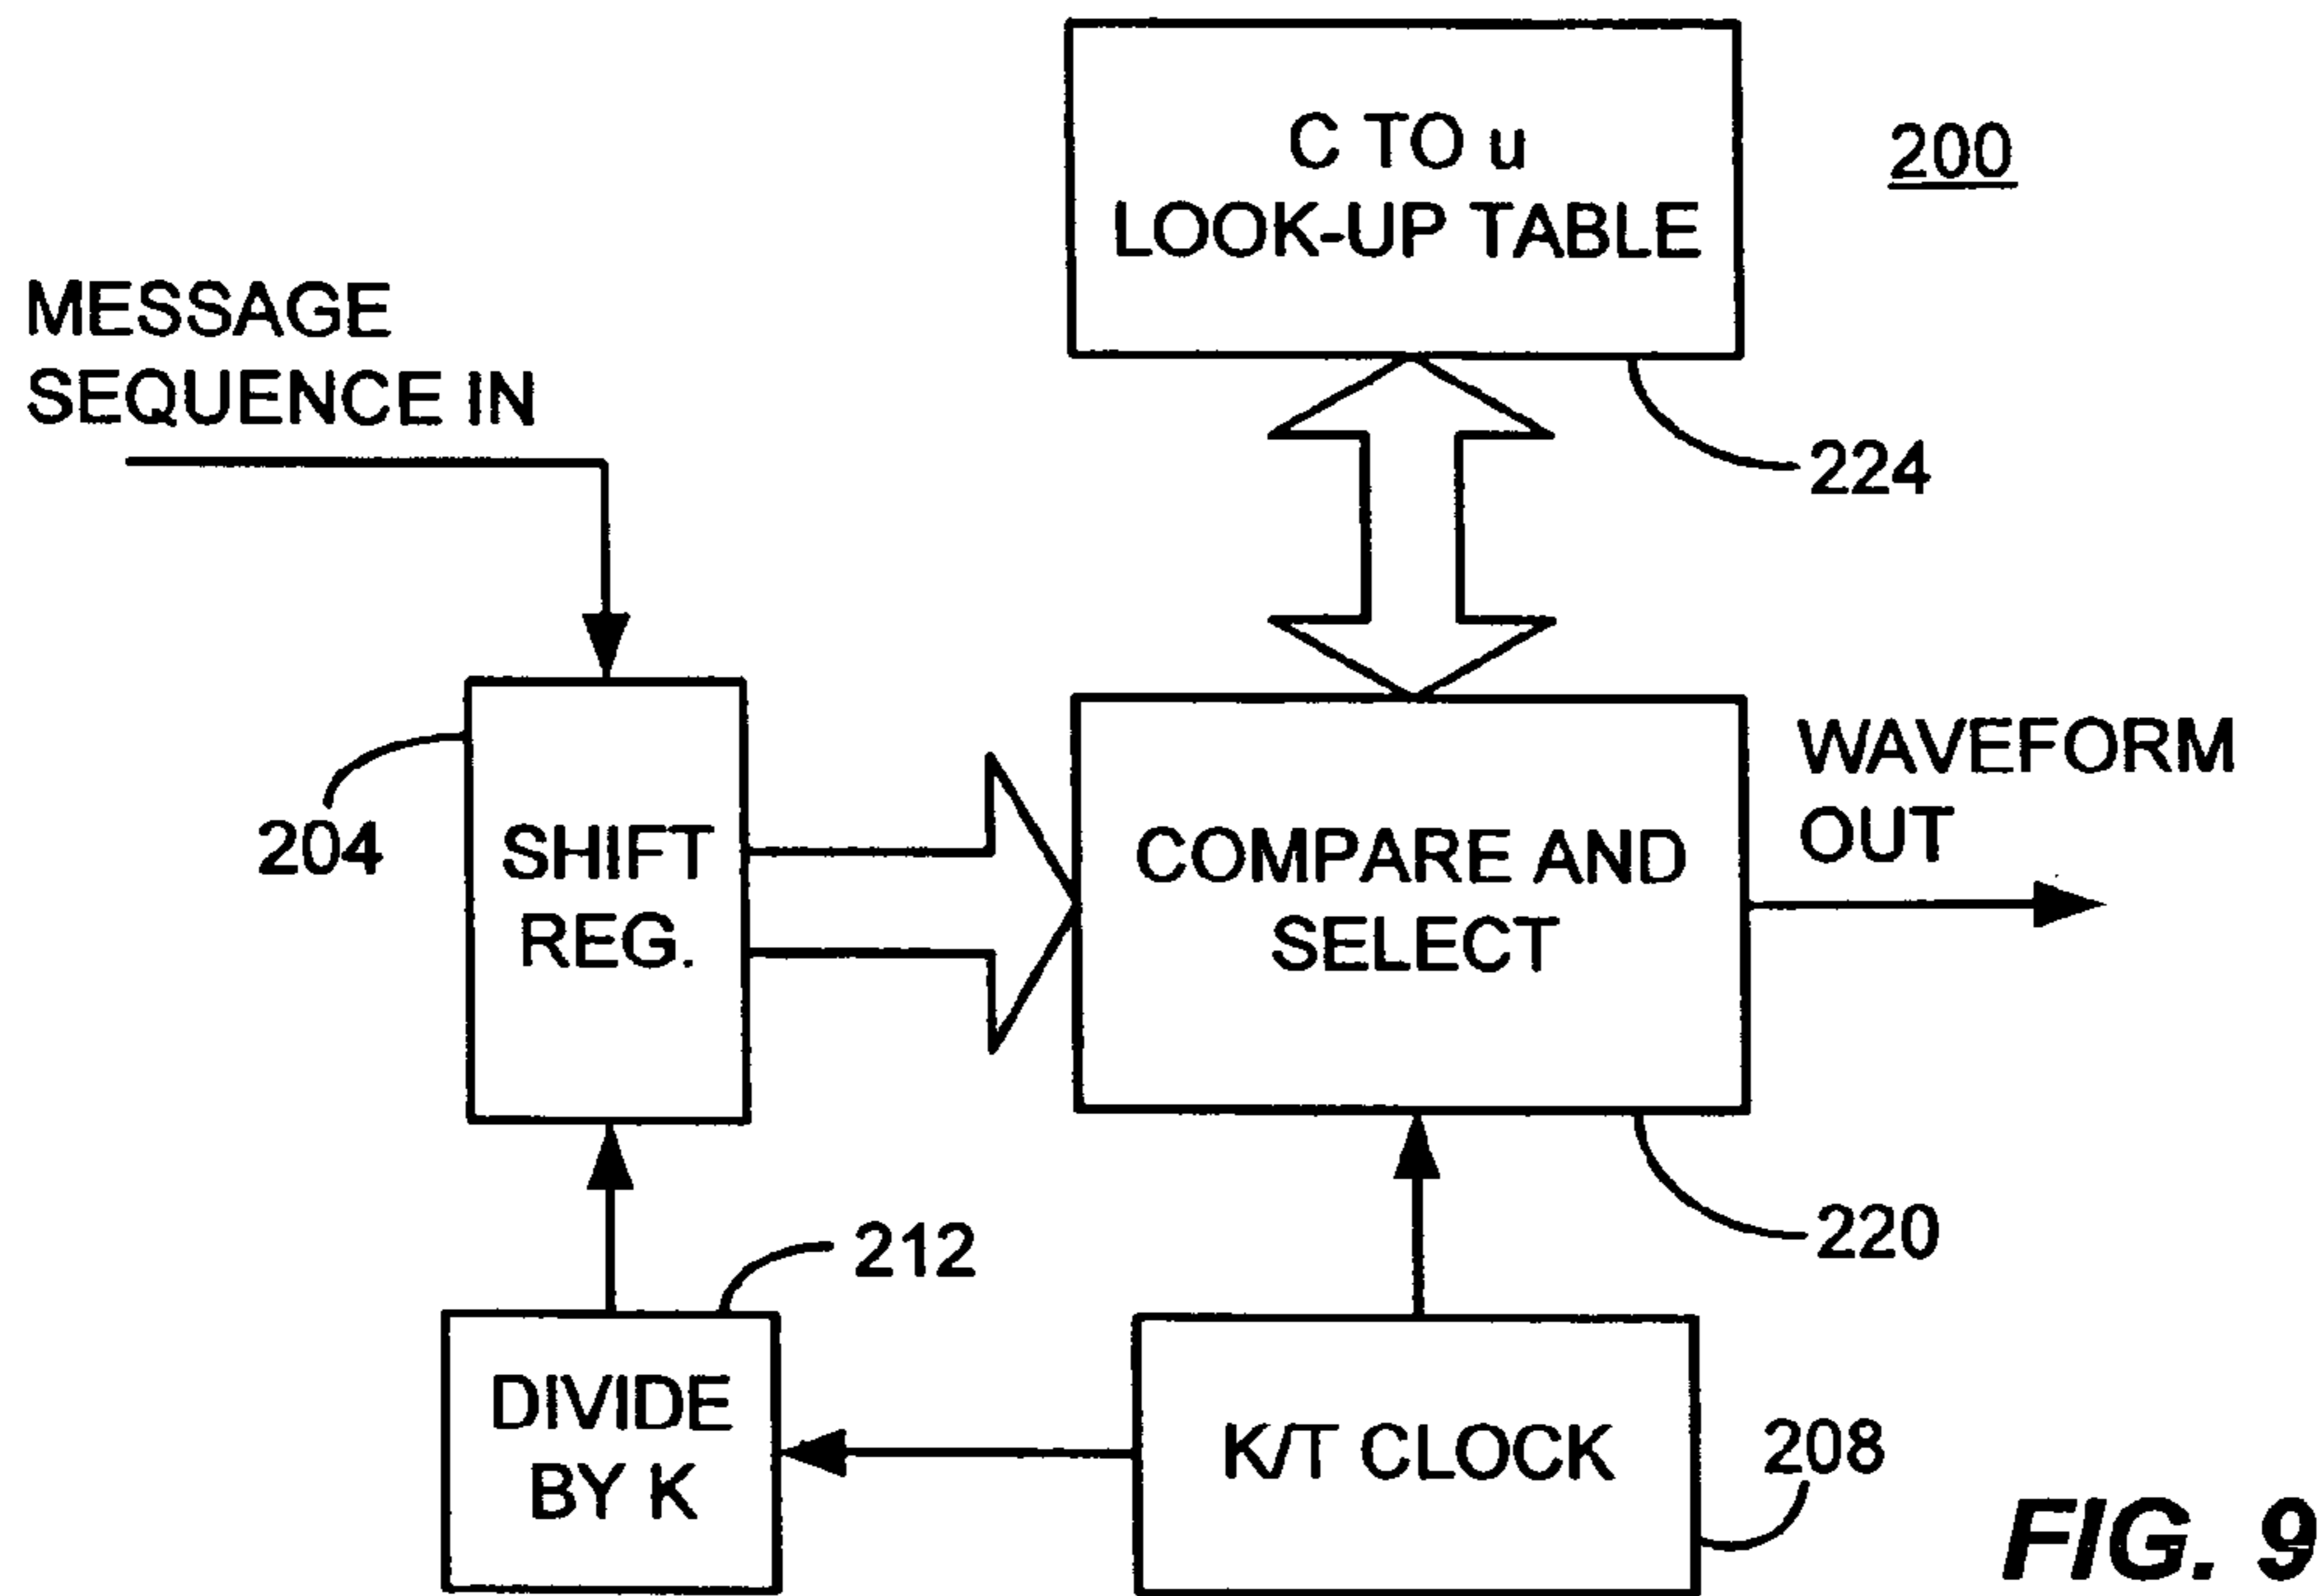 C TO u
LOOK-UP TABLE
200
MESSAGE
SEQUENCE IN
224
WAVEFORM
OUT
204
SHIFT
REG.
COMPARE AND
SELECT
212
220
DIVIDE
BY K
K/T CLOCK
208
FIG. 9